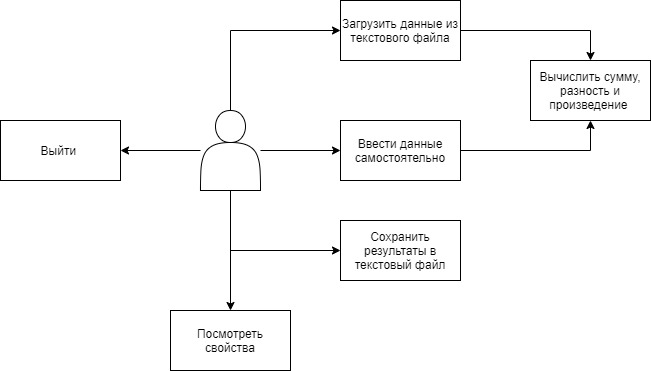 Загрузить данные из
текстового файла
Вычислить сумму,
разность и
произведение
Выйти
Ввести данные
самостоятельно
Сохранить
результаты в
текстовый файл
Посмотреть
свойства